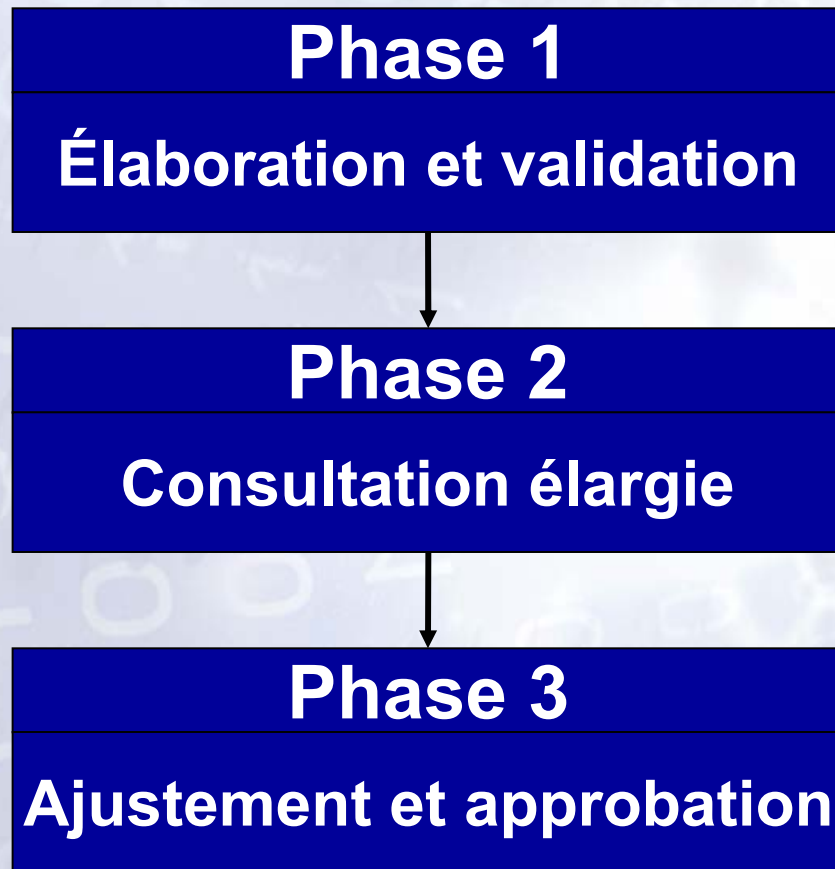 Phase 1
Élaboration et validation
Phase 2
Consultation élargie
Phase 3
Ajustement et approbation